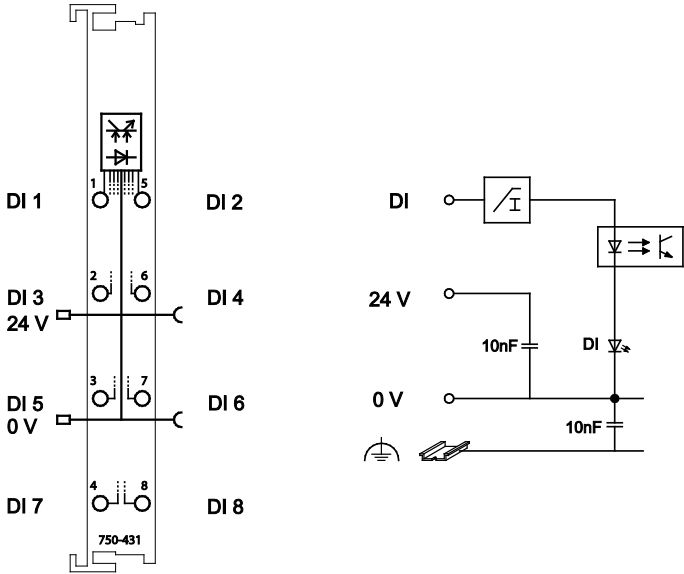 1 5
DI 1 DI 2
2 6
DI 3 DI 4
24 V
3 7
DI 5 DI 6
0 V
4 8
DI 7 DI 8
750-431
DI
24 V
10nF
DI
0 V
10nF